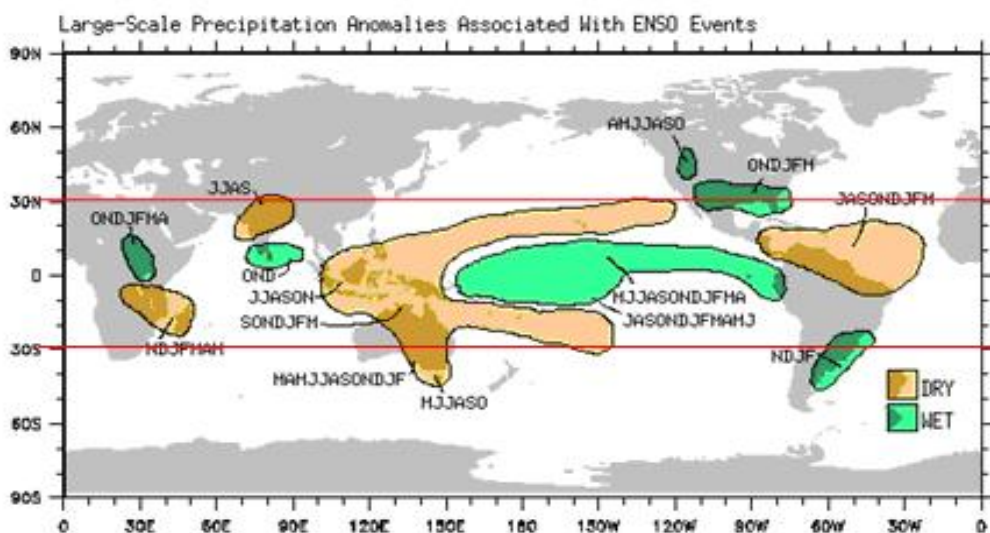 Large-Scale Precipitation Anomalies Associated With ENSO Events
90N
60N
30N
0
30S
60S
90S
AMJJASO
ONDJFM
JJAS
JASONDJFM
ONDJFMA
OND
JJASON
MJJASONDJFMA
SONDJFM
JASONDJFMAMJ
NDJFMAM
NDJF
MAMJJASONDJF
MJJASO
DRY
WET
0 30E 60E 90E 120E 150E 180 150W 120W 90W 60W 30W 0